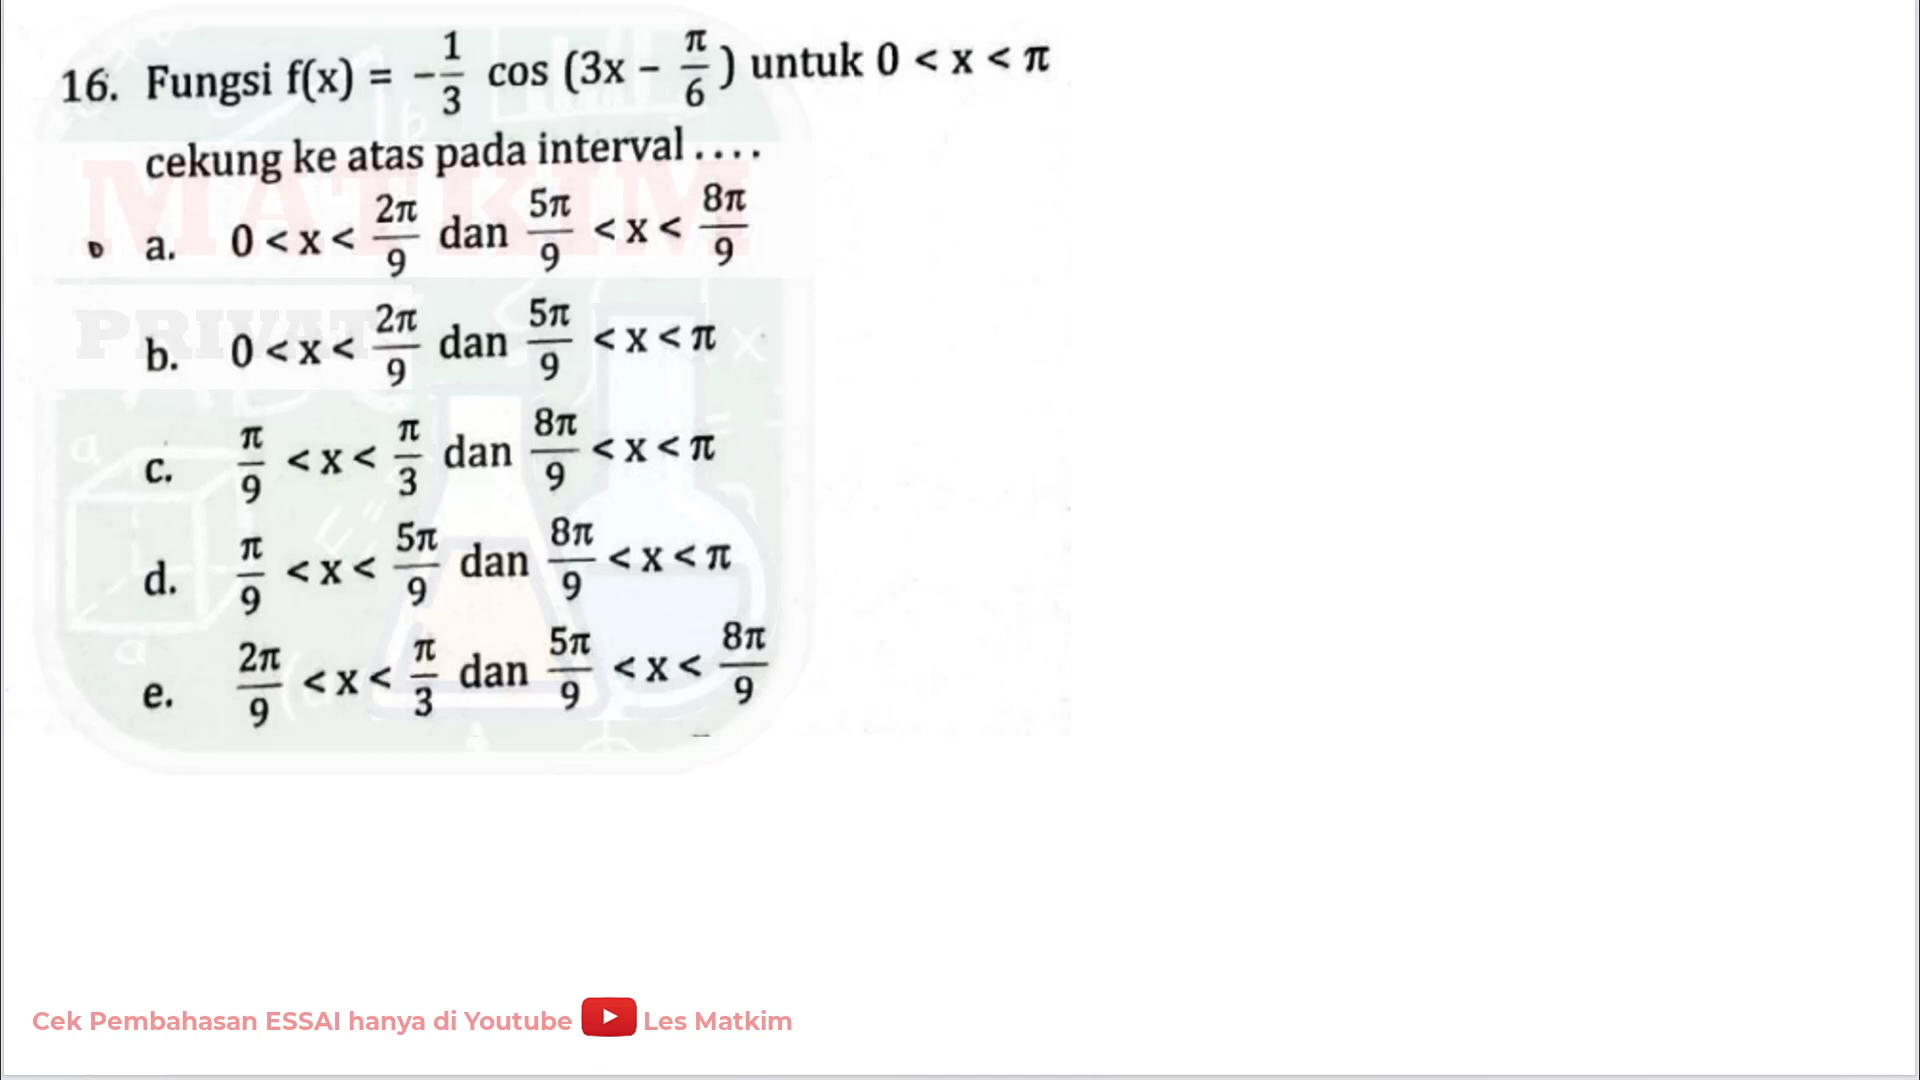 16. Fungsi f(x) = -1/3 cos (3x - π/6) untuk 0 < x < π
cekung ke atas pada interval ....
a. 0 < x < 2π/9 dan 5π/9 < x < 8π/9
b. 0 < x < 2π/9 dan 5π/9 < x < π
c. π/9 < x < π/3 dan 8π/9 < x < π
d. π/9 < x < 5π/9 dan 8π/9 < x < π
e. 2π/9 < x < π/3 dan 5π/9 < x < 8π/9
MATKIM
PRIVAT
Cek Pembahasan ESSAI hanya di Youtube Les Matkim